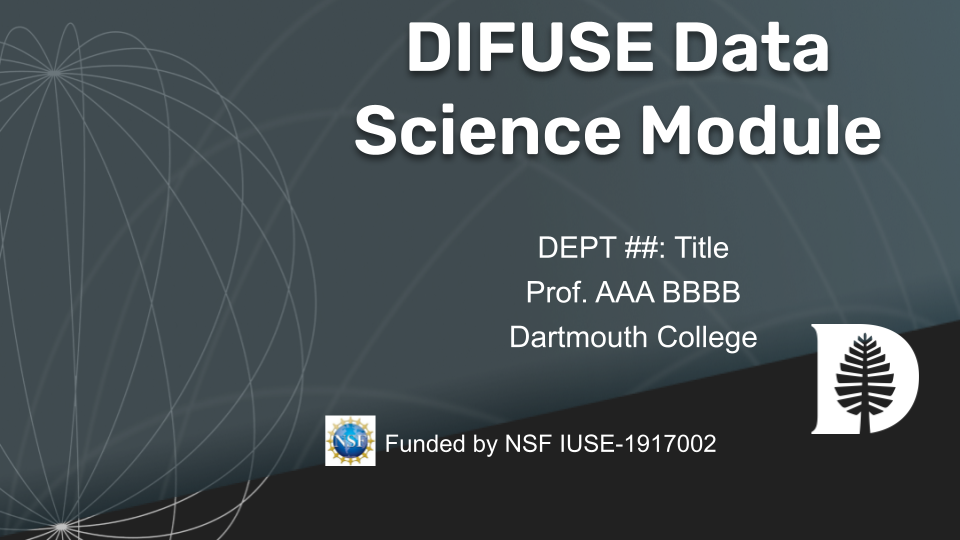 DIFUSE Data
Science Module
DEPT ##: Title
Prof. AAA BBBB
Dartmouth College
D
NSF
Funded by NSF IUSE-1917002